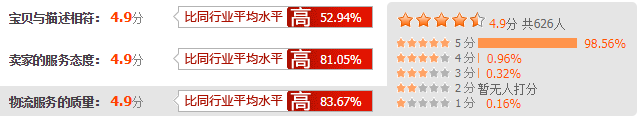 宝贝与描述相符： 4.9分 比同行业平均水平 高 52.94%
卖家的服务态度： 4.9分 比同行业平均水平 高 81.05%
物流服务的质量： 4.9分 比同行业平均水平 高 83.67%
4.9分 共626人
5 分 98.56%
4 分 0.96%
3 分 0.32%
2 分 暂无人打分
1 分 0.16%